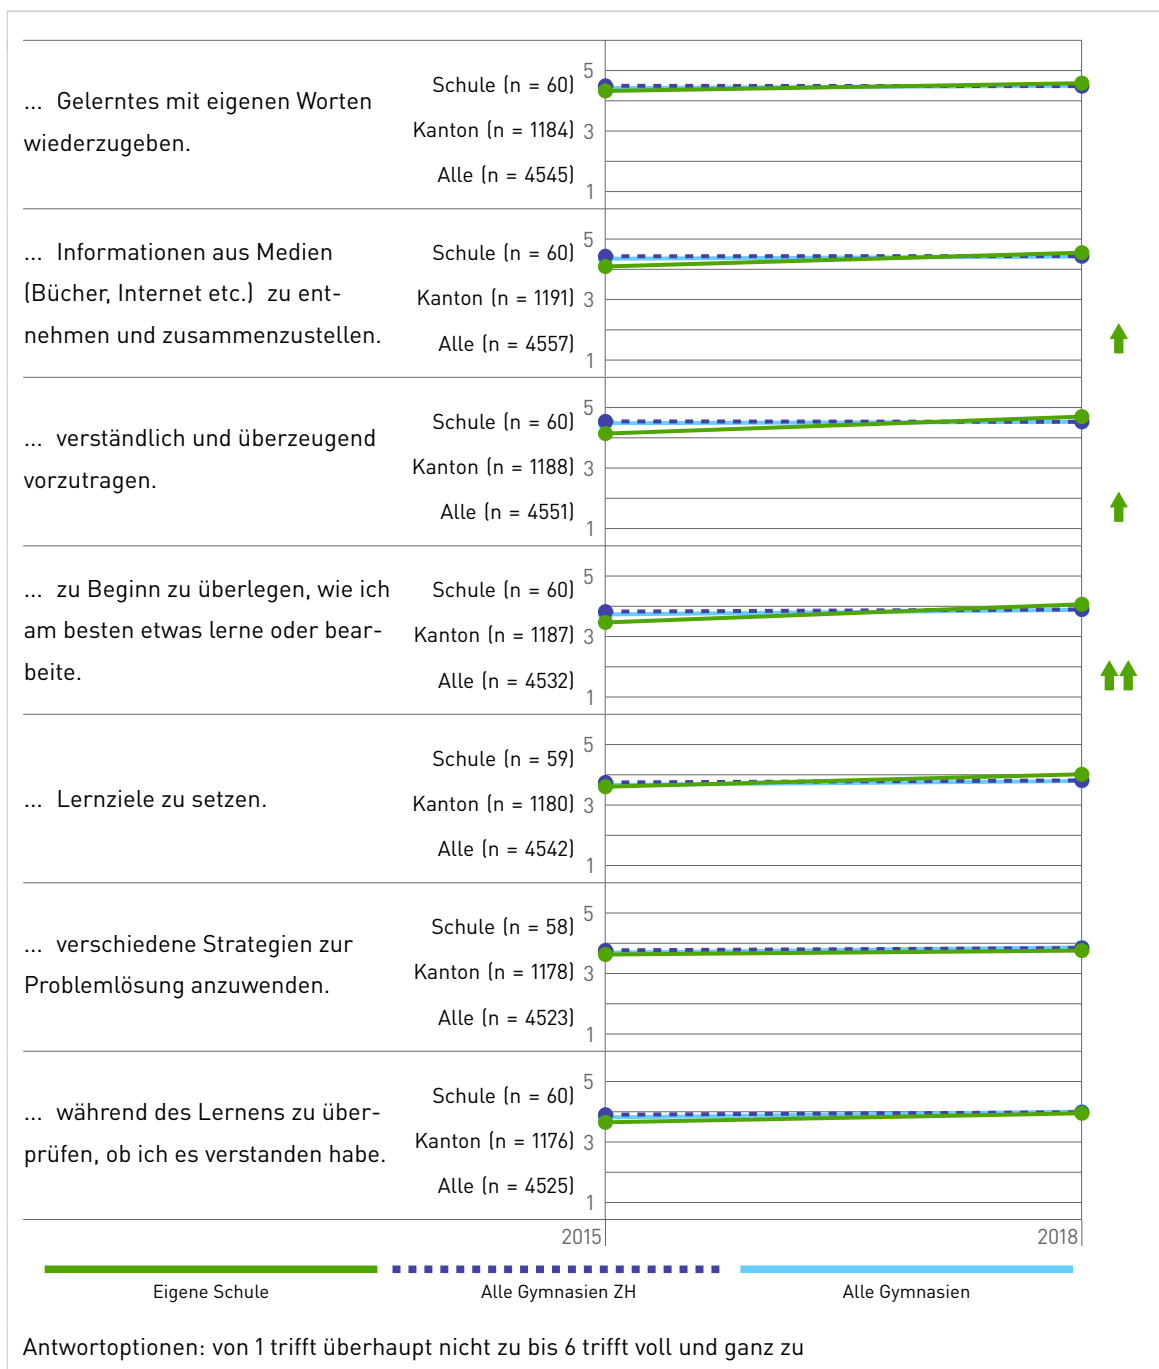 ... Gelerntes mit eigenen Worten
wiederzugeben.
Schule (n = 60)
Kanton (n = 1184)
Alle (n = 4545)
5
3
1
... Informationen aus Medien
(Bücher, Internet etc.) zu ent-
nehmen und zusammenzustellen.
Schule (n = 60)
Kanton (n = 1191)
Alle (n = 4557)
5
3
1
... verständlich und überzeugend
vorzutragen.
Schule (n = 60)
Kanton (n = 1188)
Alle (n = 4551)
5
3
1
... zu Beginn zu überlegen, wie ich
am besten etwas lerne oder bear-
beite.
Schule (n = 60)
Kanton (n = 1187)
Alle (n = 4532)
5
3
1
... Lernziele zu setzen.
Schule (n = 59)
Kanton (n = 1180)
Alle (n = 4542)
5
3
1
... verschiedene Strategien zur
Problemlösung anzuwenden.
Schule (n = 58)
Kanton (n = 1178)
Alle (n = 4523)
5
3
1
... während des Lernens zu über-
prüfen, ob ich es verstanden habe.
Schule (n = 60)
Kanton (n = 1176)
Alle (n = 4525)
5
3
1
2015
2018
Eigene Schule
Alle Gymnasien ZH
Alle Gymnasien
Antwortoptionen: von 1 trifft überhaupt nicht zu bis 6 trifft voll und ganz zu